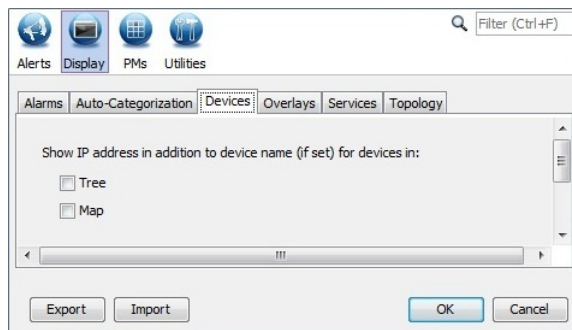 Filter (Ctrl+F)
Alerts Display PMs Utilities
Alarms Auto-Categorization Devices Overlays Services Topology
Show IP address in addition to device name (if set) for devices in:
Tree
Map
Export Import OK Cancel